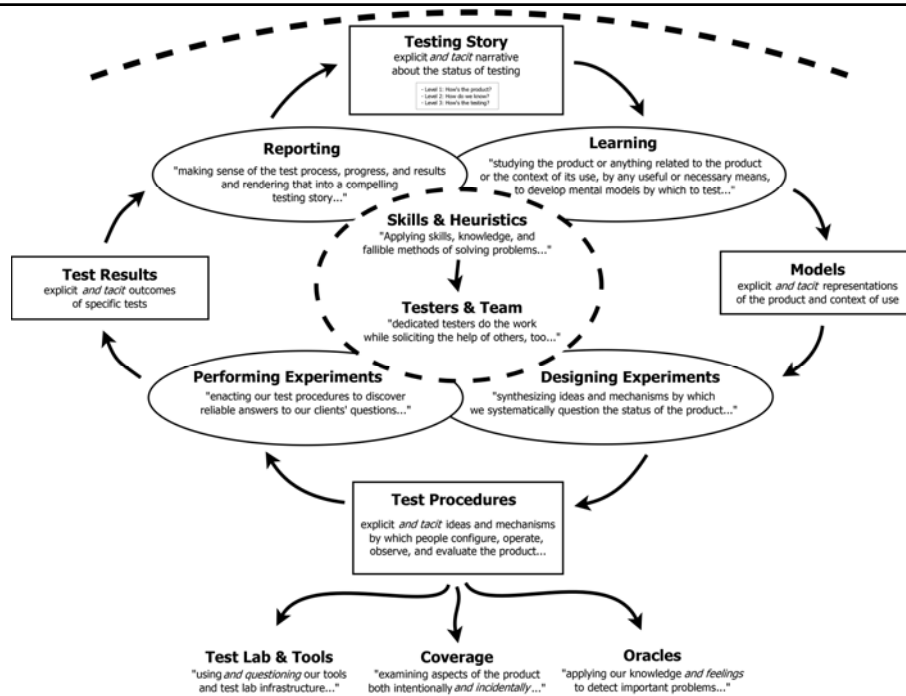 Testing Story
explicit and tacit narrative
about the status of testing
- Level 1: How's the product?
- Level 2: How do we know?
- Level 3: How's the testing?
Reporting
"making sense of the test process, progress, and results
and rendering that into a compelling
testing story..."
Learning
"studying the product or anything related to the product
or the context of its use, by any useful or necessary means,
to develop mental models by which to test..."
Skills & Heuristics
"Applying skills, knowledge, and
fallible methods of solving problems..."
Test Results
explicit and tacit outcomes
of specific tests
Models
explicit and tacit representations
of the product and context of use
Testers & Team
"dedicated testers do the work
while soliciting the help of others, too..."
Performing Experiments
"enacting our test procedures to discover
reliable answers to our clients' questions..."
Designing Experiments
"synthesizing ideas and mechanisms by which
we systematically question the status of the product..."
Test Procedures
explicit and tacit ideas and mechanisms
by which people configure, operate,
observe, and evaluate the product...
Test Lab & Tools
"using and questioning our tools
and test lab infrastructure..."
Coverage
"examining aspects of the product
both intentionally and incidentally..."
Oracles
"applying our knowledge and feelings
to detect important problems..."